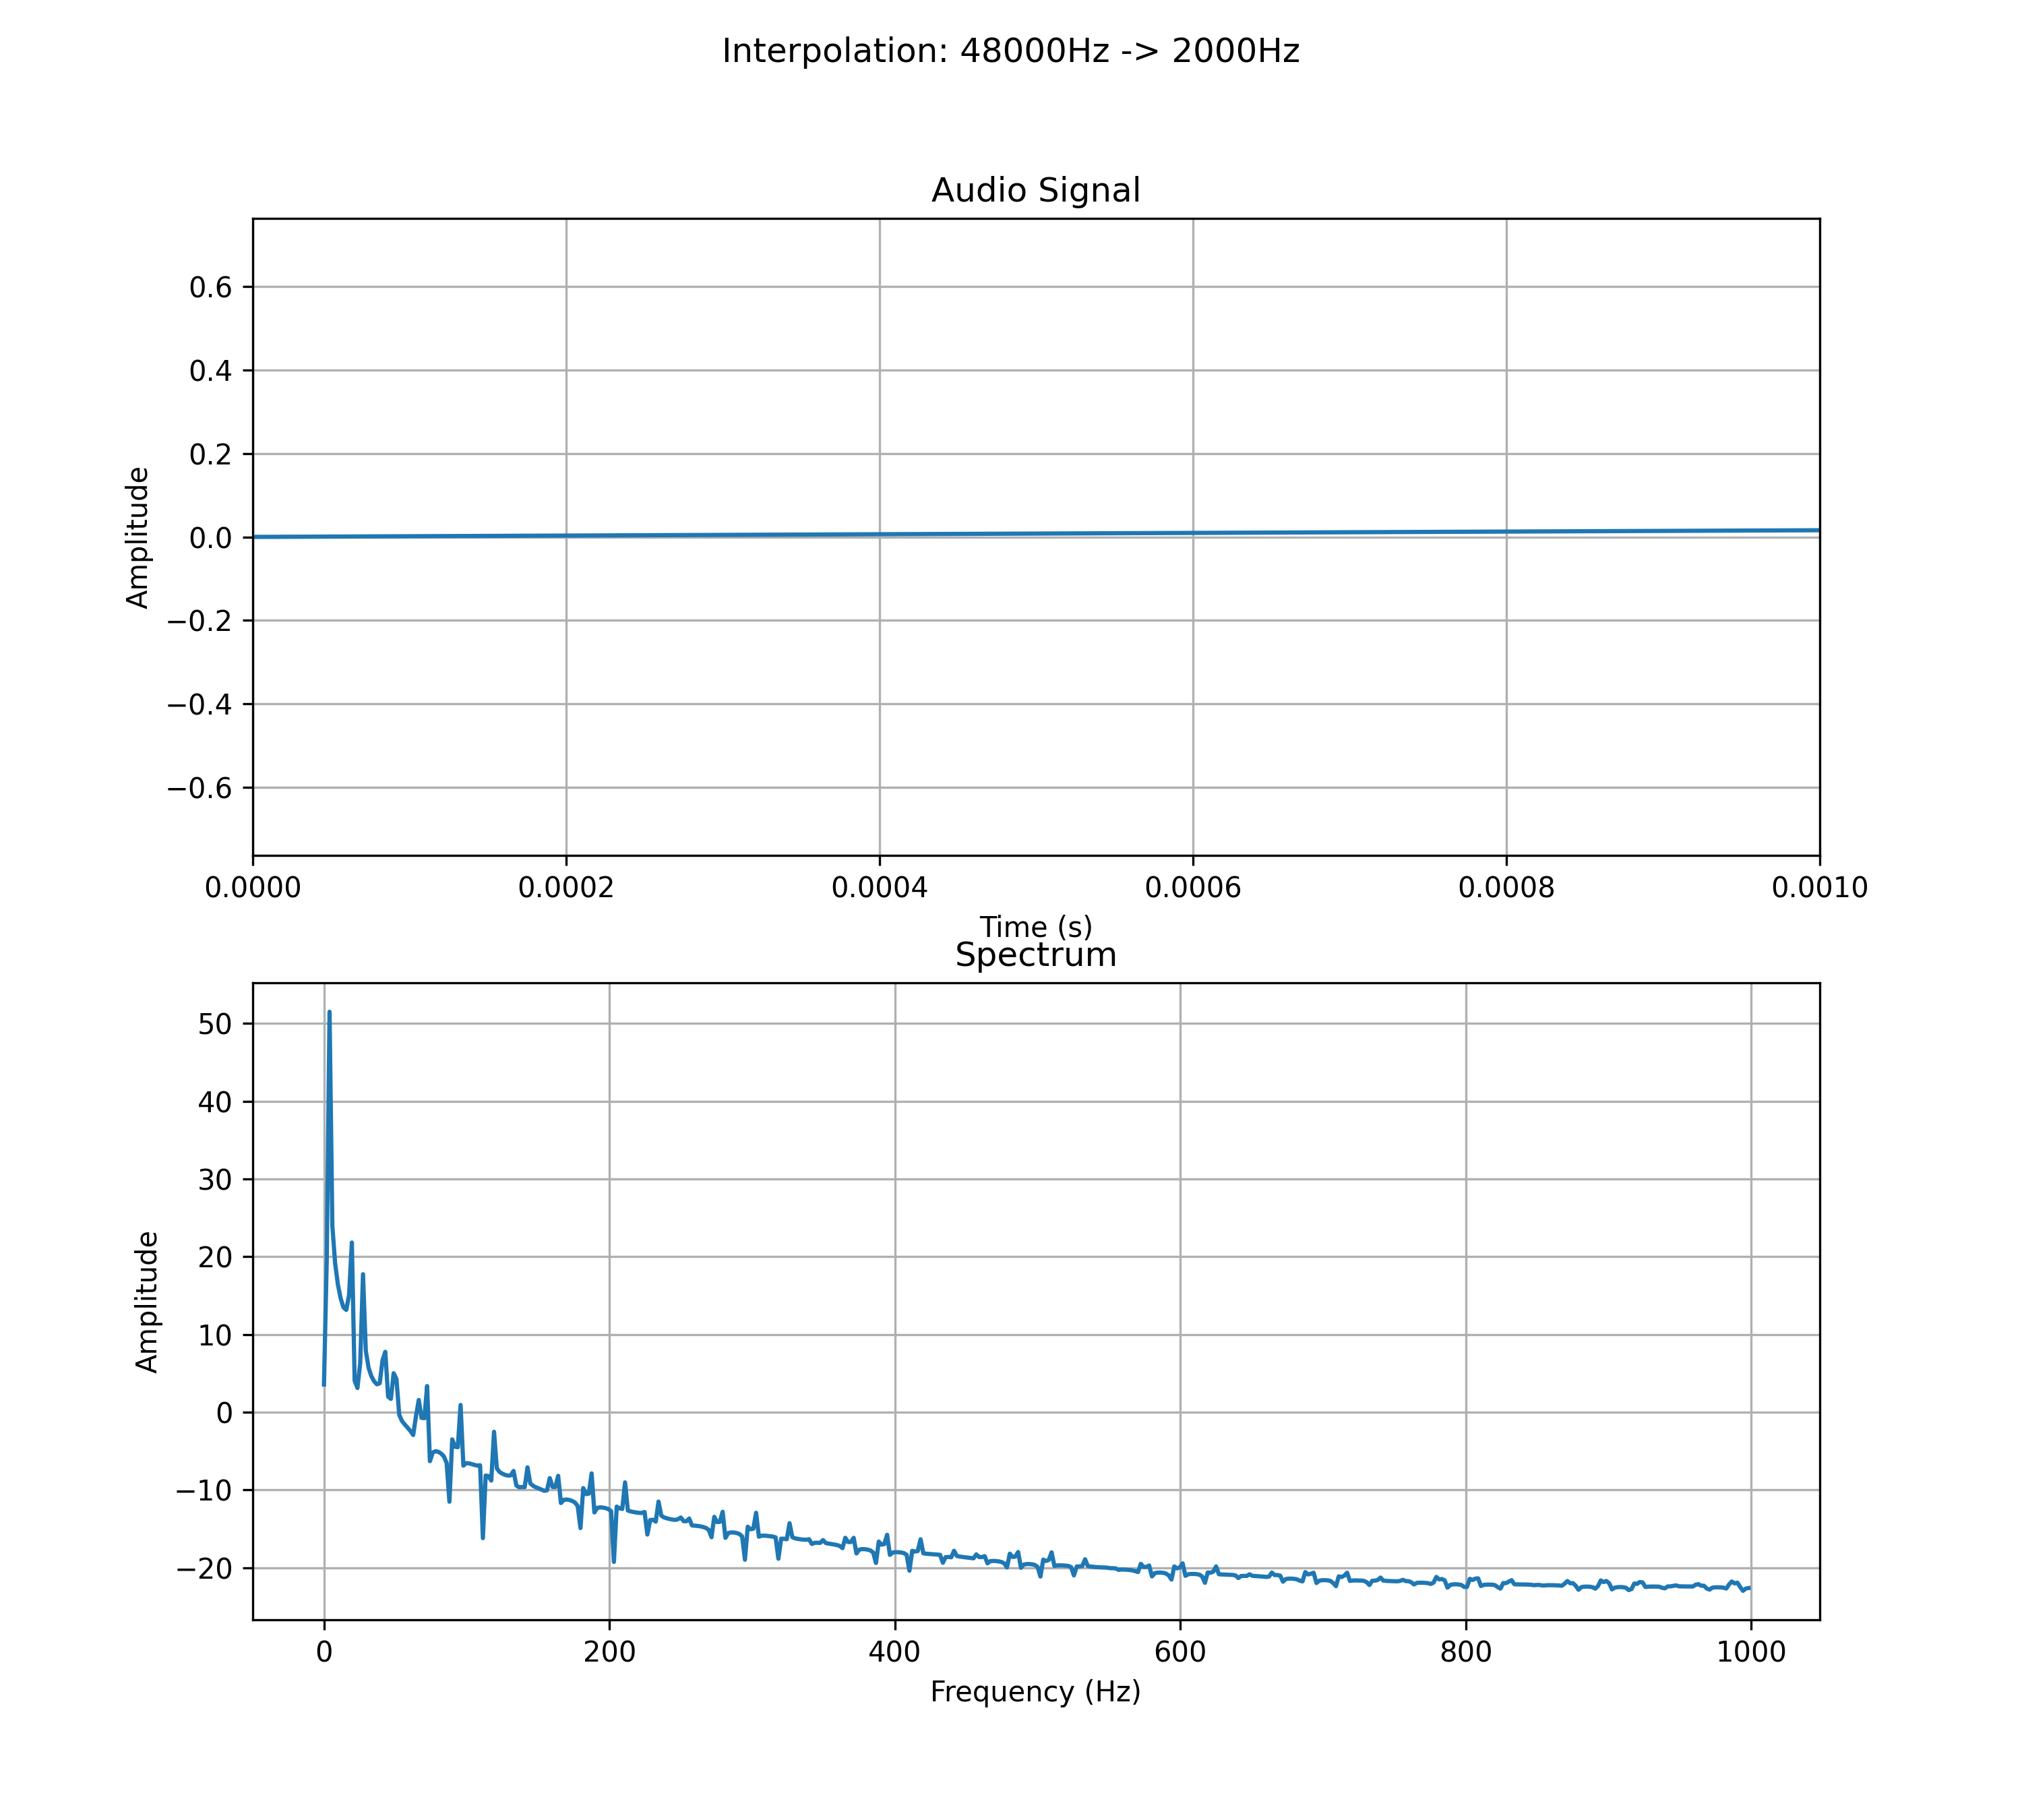 Interpolation: 48000Hz -> 2000Hz
Audio Signal
Amplitude
0.6
0.4
0.2
0.0
−0.2
−0.4
−0.6
0.0000 0.0002 0.0004 0.0006 0.0008 0.0010
Time (s)
Spectrum
Amplitude
50
40
30
20
10
0
−10
−20
0 200 400 600 800 1000
Frequency (Hz)